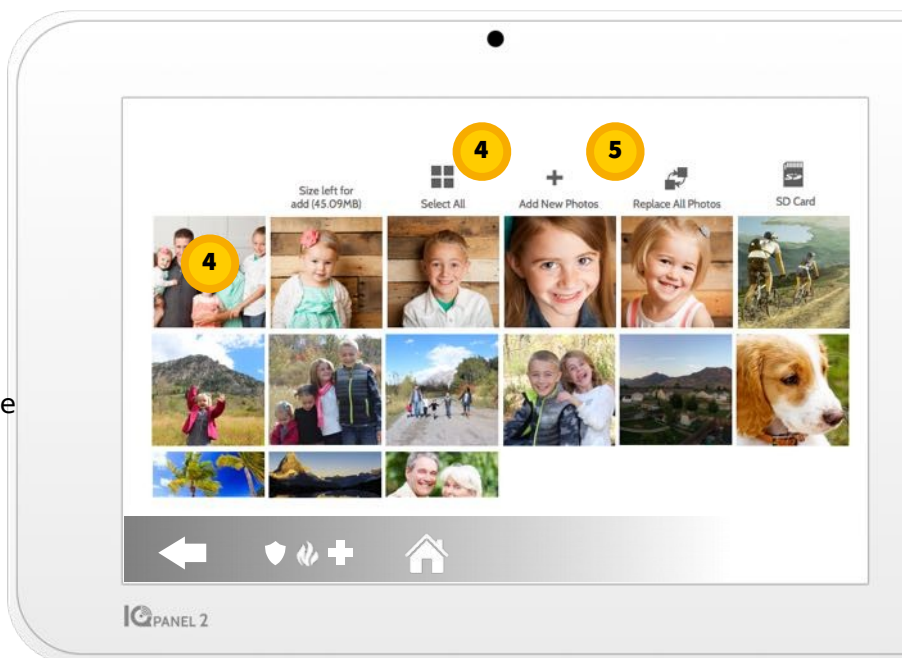 4
5
Size left for
add (45.09MB)
Select All
Add New Photos
Replace All Photos
SD
SD Card
4
e
IQ PANEL 2